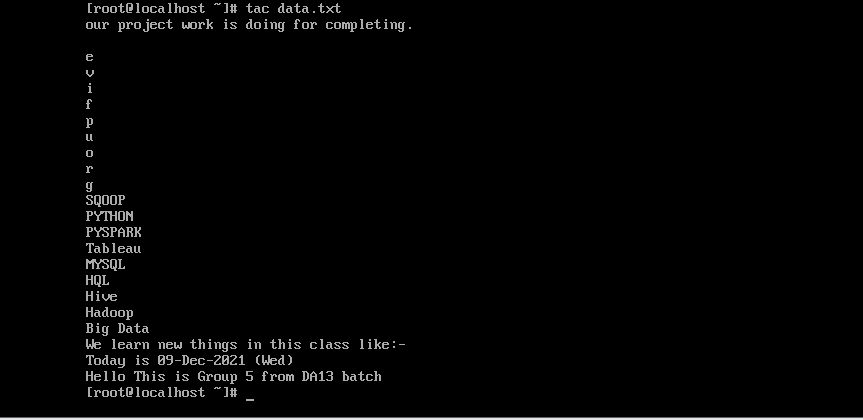 [root@localhost ~]# tac data.txt
our project work is doing for completing.
e
v
i
f
p
u
o
r
g
SQOOP
PYTHON
PYSPARK
Tableau
MYSQL
HQL
Hive
Hadoop
Big Data
We learn new things in this class like:-
Today is 09-Dec-2021 (Wed)
Hello This is Group 5 from DA13 batch
[root@localhost ~]# _